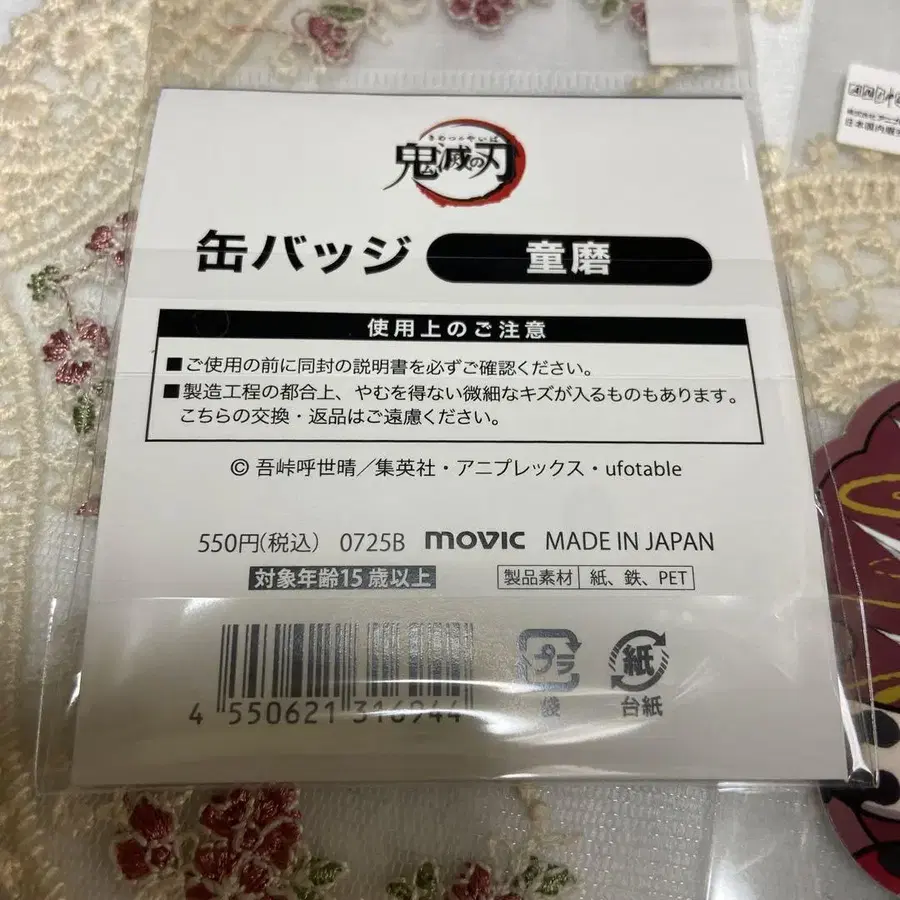 きめつのやいば
鬼滅の刃
缶バッジ 童磨
使用上のご注意
■ご使用の前に同封の説明書を必ずご確認ください。
■製造工程の都合上、やむを得ない微細なキズが入るものもあります。
こちらの交換・返品はご遠慮ください。
© 吾峠呼世晴／集英社・アニプレックス・ufotable
550円(税込) 0725B movic MADE IN JAPAN
対象年齢15歳以上 製品素材 紙、鉄、PET
4 550621 316944
プラ 紙
袋 台紙
日本国内